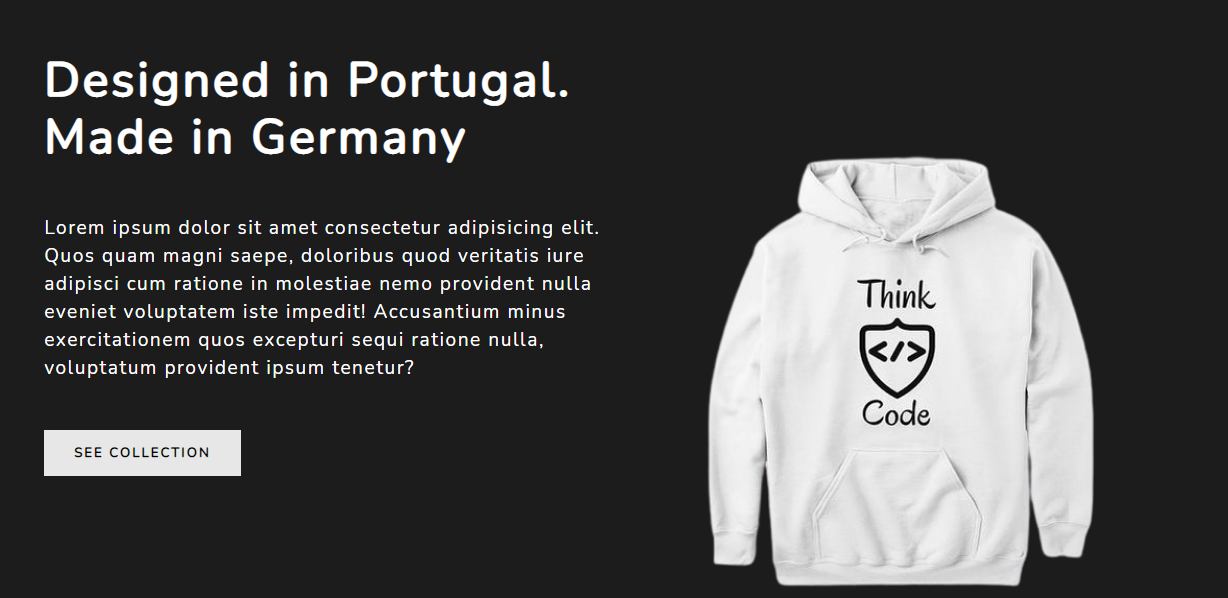 Designed in Portugal.
Made in Germany
Lorem ipsum dolor sit amet consectetur adipisicing elit.
Quos quam magni saepe, doloribus quod veritatis iure
adipisci cum ratione in molestiae nemo provident nulla
eveniet voluptatem iste impedit! Accusantium minus
exercitationem quos excepturi sequi ratione nulla,
voluptatum provident ipsum tenetur?
SEE COLLECTION
Think
</>
Code